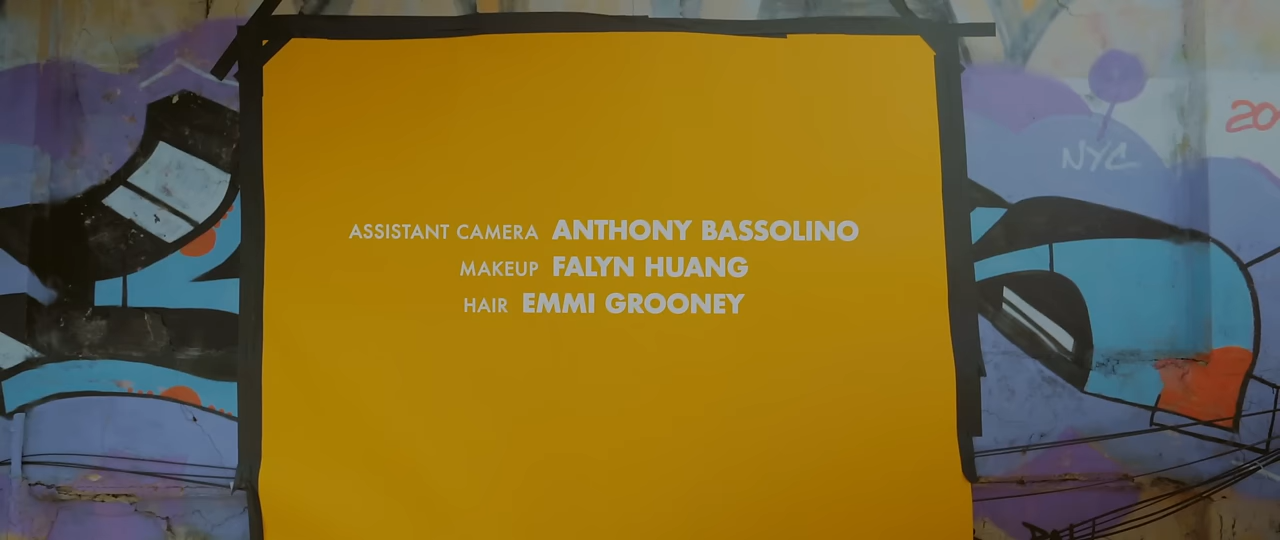 20
NYC
ASSISTANT CAMERA ANTHONY BASSOLINO
MAKEUP FALYN HUANG
HAIR EMMI GROONEY